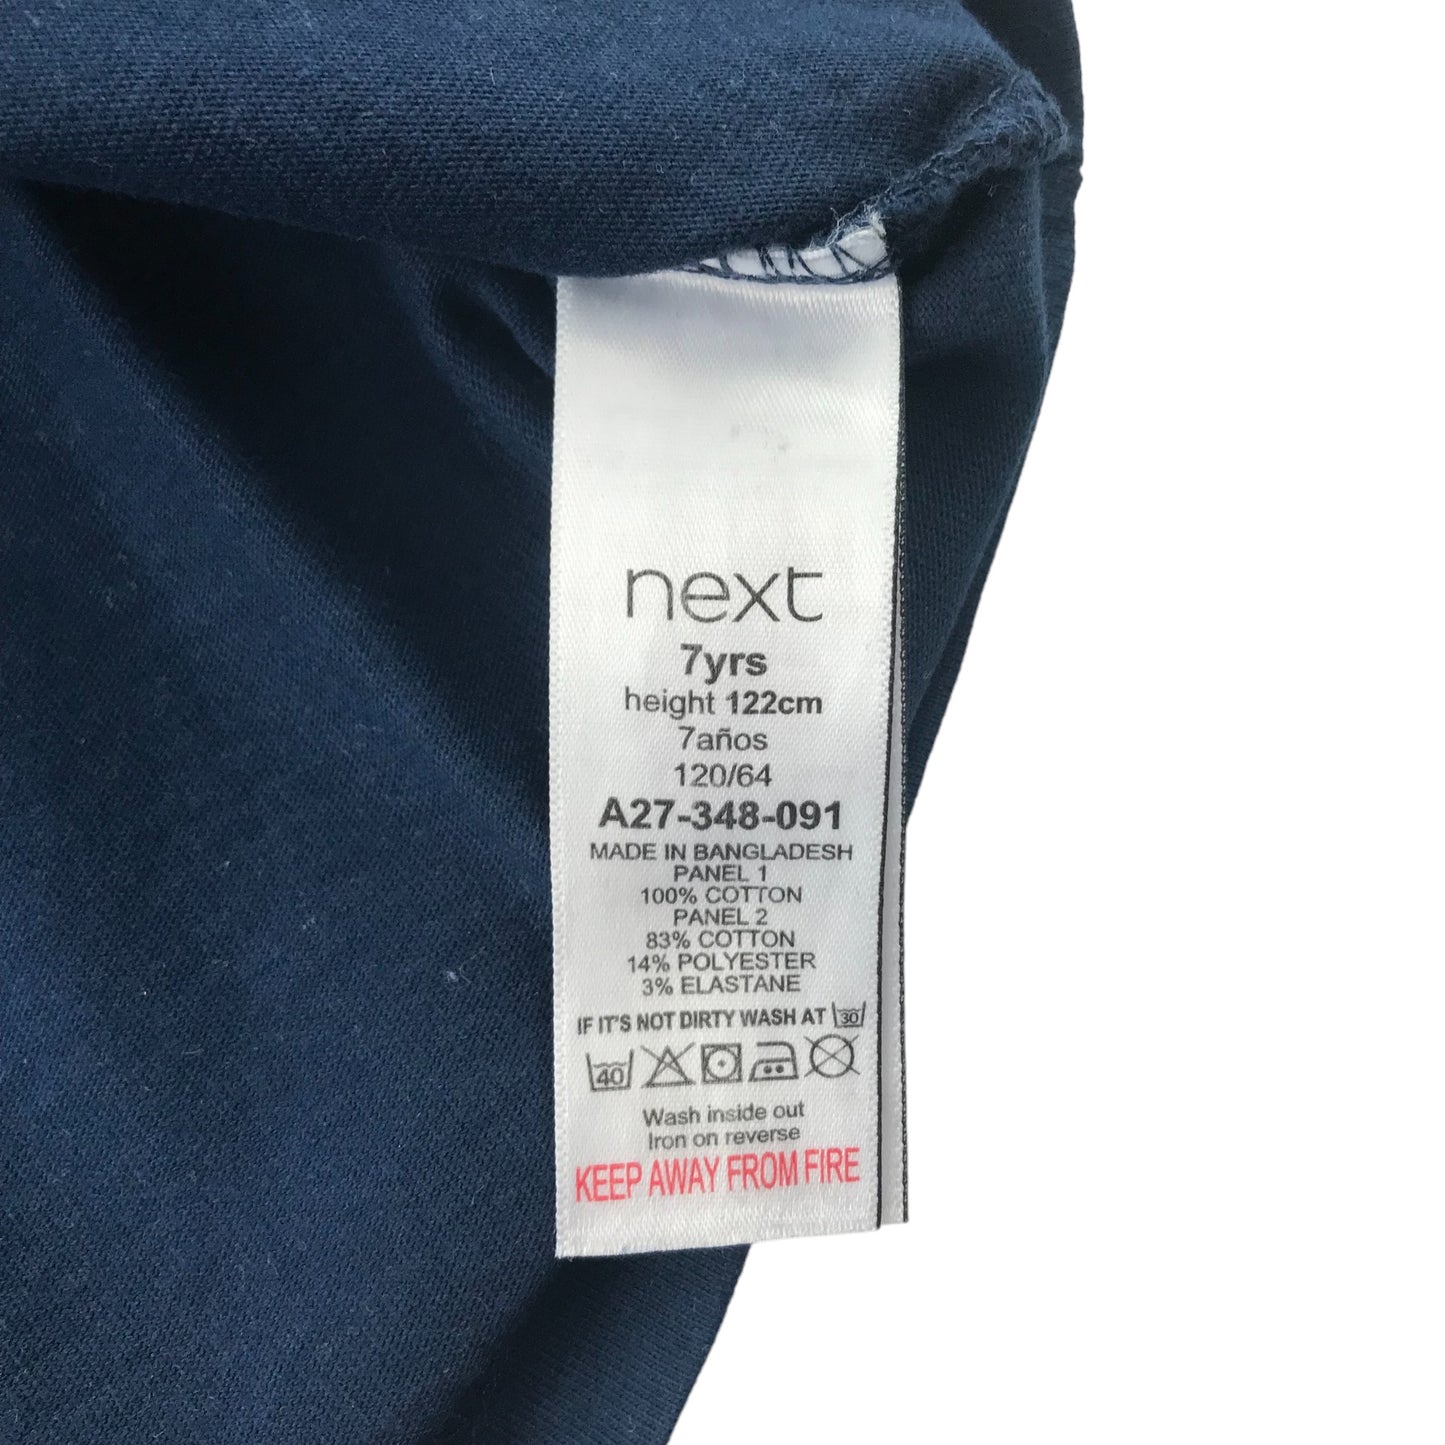 next
7yrs
height 122cm
7años
120/64
A27-348-091
MADE IN BANGLADESH
PANEL 1
100% COTTON
PANEL 2
83% COTTON
14% POLYESTER
3% ELASTANE
IF IT'S NOT DIRTY WASH AT 30
40
Wash inside out
Iron on reverse
KEEP AWAY FROM FIRE